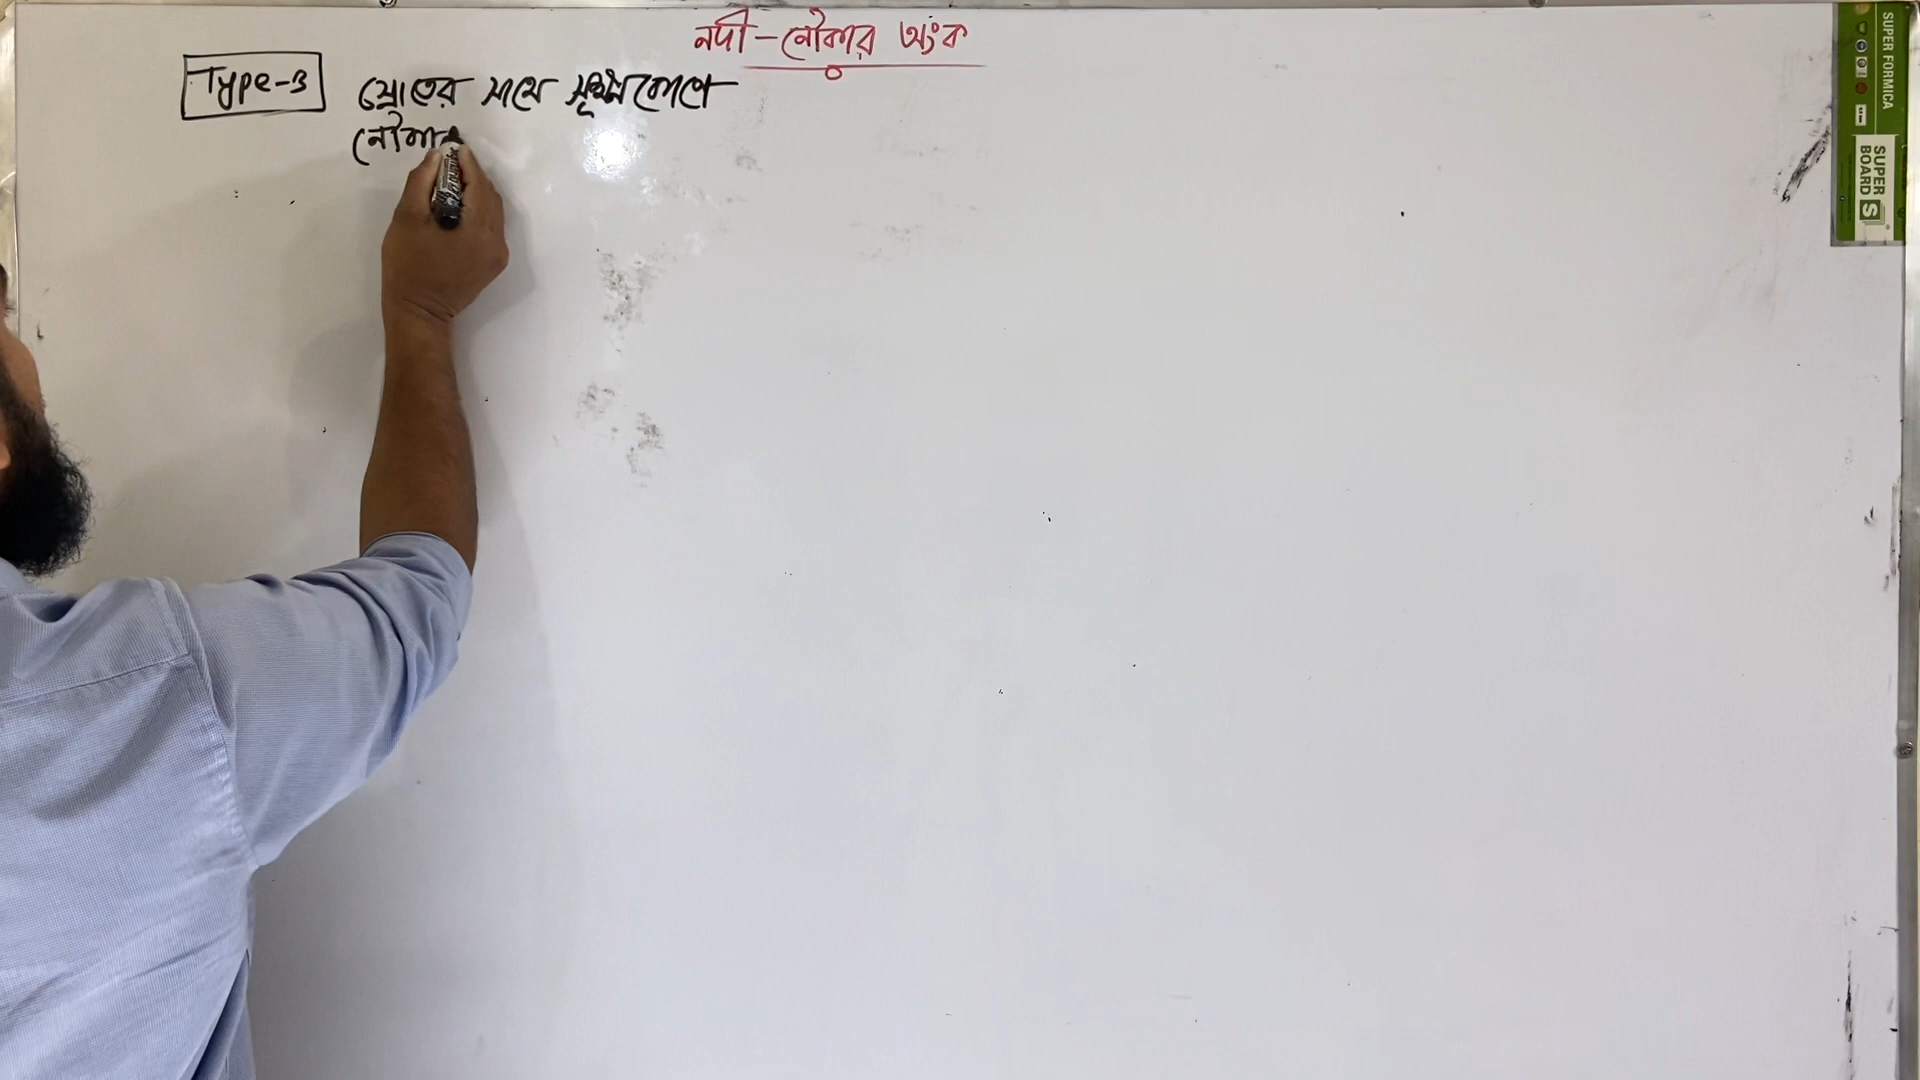 নদী-নৌকার অংক
Type-3 স্রোতের সাথে সূক্ষ্মকোণে
নৌকার
SUPER FORMICA
SUPER BOARD S